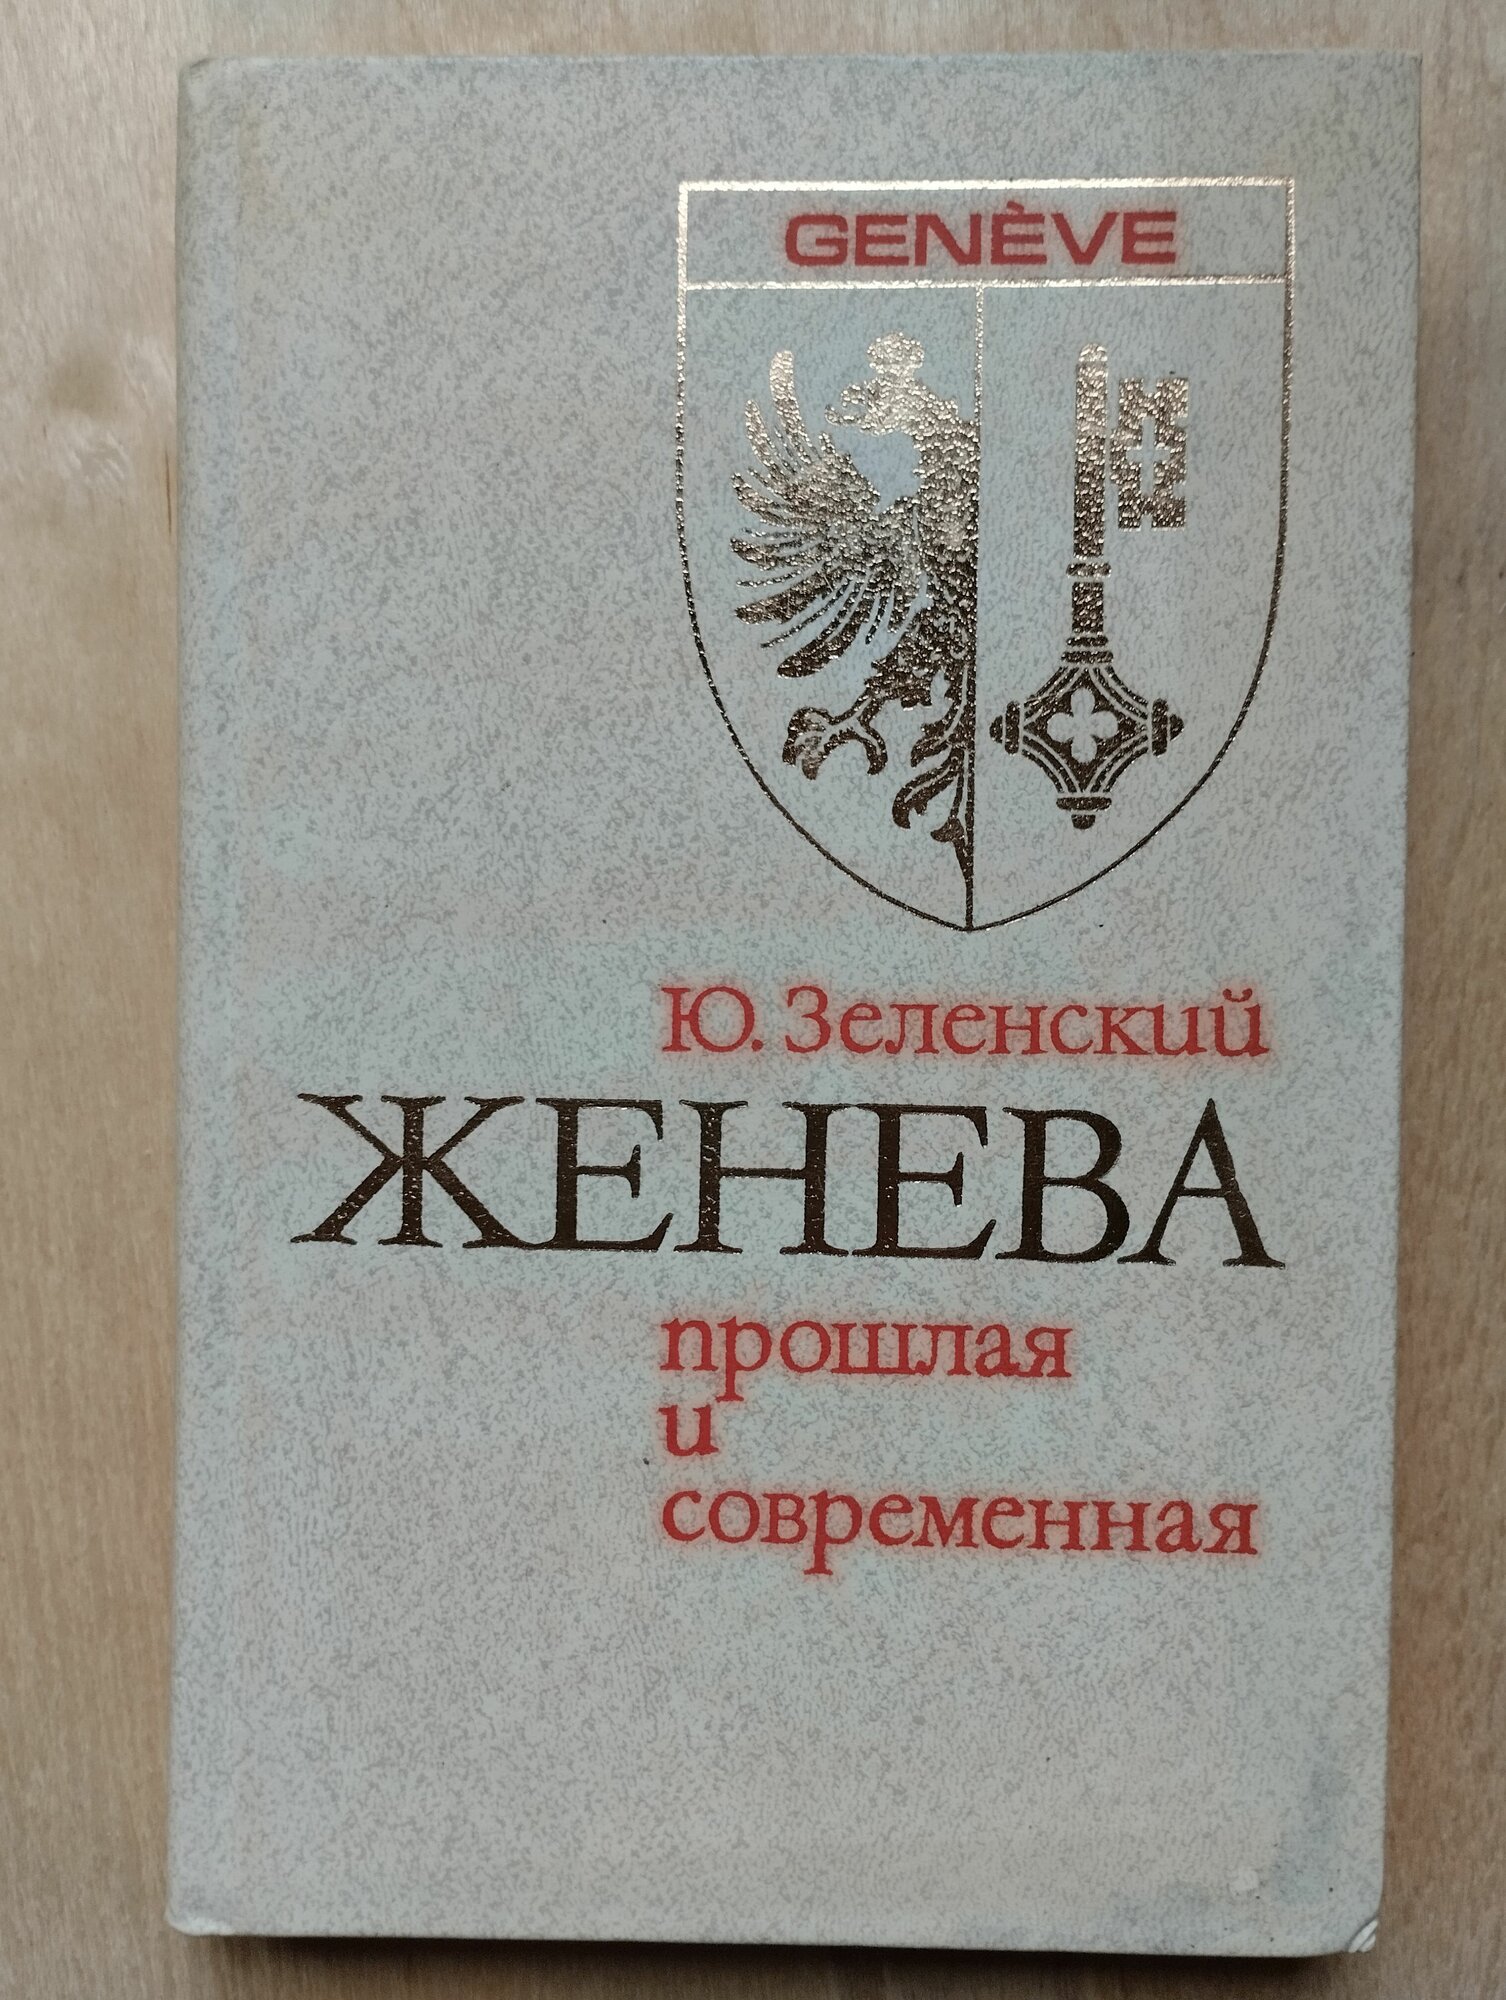 GENÈVE
Ю. Зеленский
ЖЕНЕВА
прошлая
и
современная